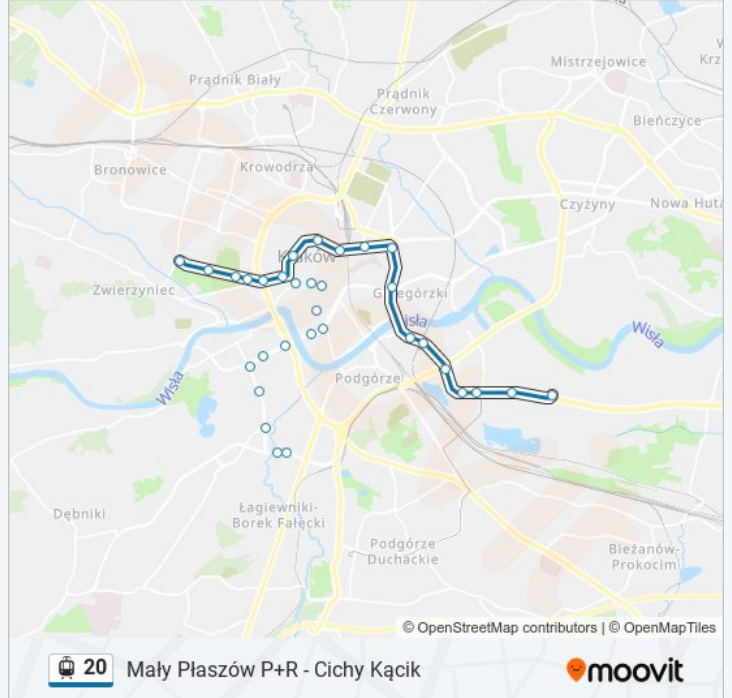 Mistrzejowice
Prądnik Biały
Prądnik
Czerwony
Bieńczyce
Bronowice
Krowodrza
Czyżyny
Nowa Huta
Kraków
Zwierzyniec
Grzegórzki
Wisła
Wisła
Wisła
Podgórze
Dębniki
Łagiewniki-
Borek Fałęcki
Podgórze
Duchackie
Bieżanów-
Prokocim
© OpenStreetMap contributors | © OpenMapTiles
20 Mały Płaszów P+R - Cichy Kącik
moovit